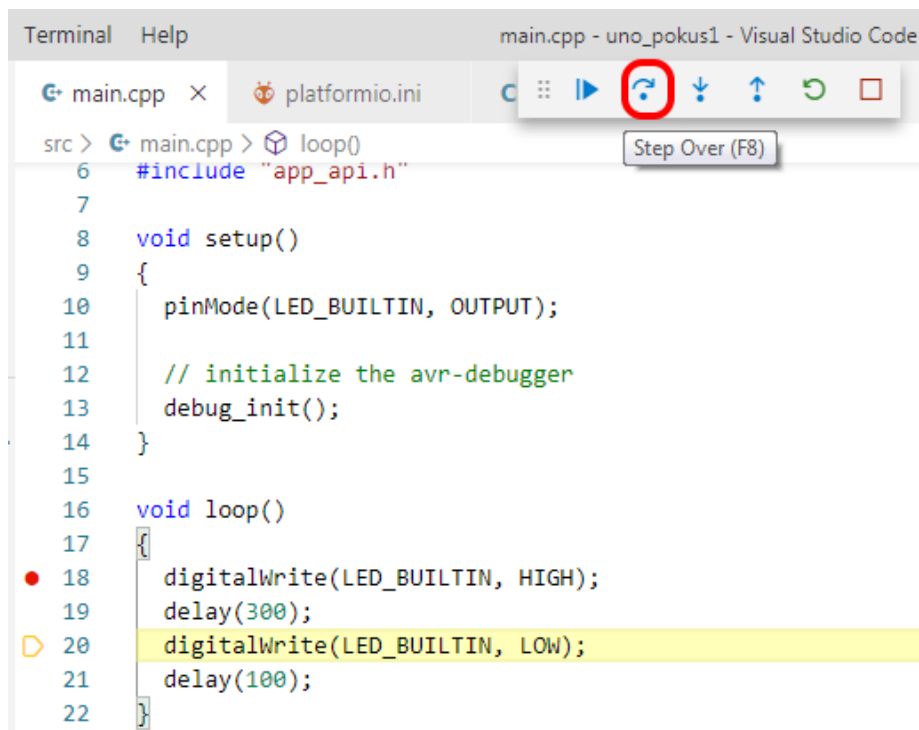 Terminal Help main.cpp - uno_pokus1 - Visual Studio Code
main.cpp × platformio.ini C
src > main.cpp > loop()
Step Over (F8)
6 #include "app_api.h"
7
8 void setup()
9 {
10 pinMode(LED_BUILTIN, OUTPUT);
11
12 // initialize the avr-debugger
13 debug_init();
14 }
15
16 void loop()
17 {
18 digitalWrite(LED_BUILTIN, HIGH);
19 delay(300);
20 digitalWrite(LED_BUILTIN, LOW);
21 delay(100);
22 }